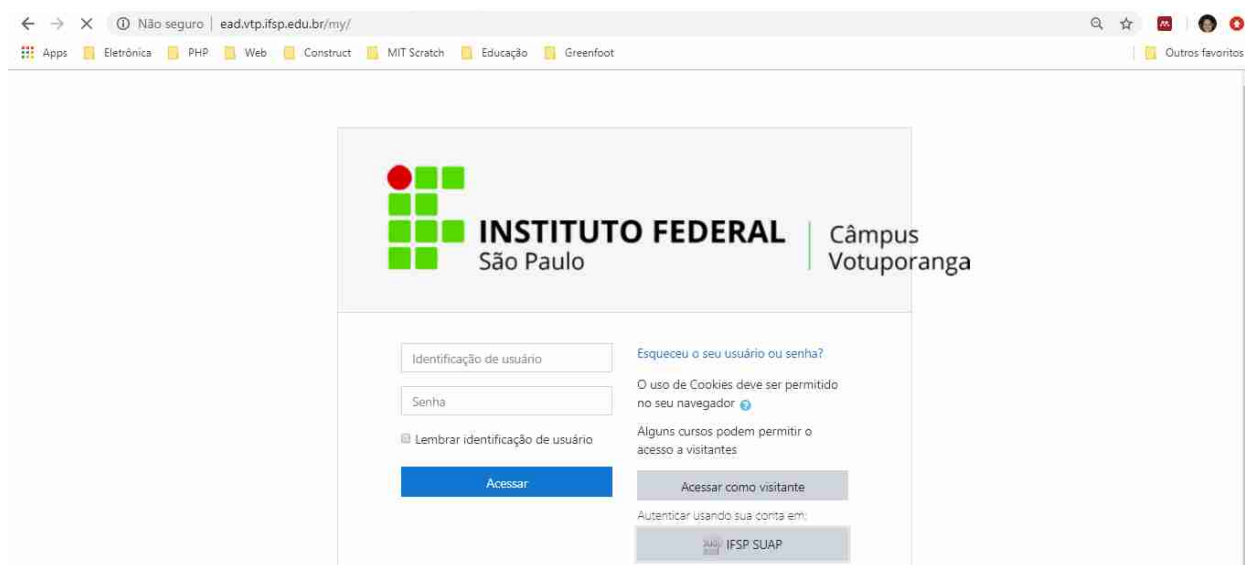 Não seguro | ead.vtp.ifsp.edu.br/my/
Apps Eletrônica PHP Web Construct MIT Scratch Educação Greenfoot Outros favoritos
INSTITUTO FEDERAL
São Paulo
Câmpus
Votuporanga
Identificação de usuário
Senha
Lembrar identificação de usuário
Acessar
Esqueceu o seu usuário ou senha?
O uso de Cookies deve ser permitido
no seu navegador
Alguns cursos podem permitir o
acesso a visitantes
Acessar como visitante
Autenticar usando sua conta em:
IFSP SUAP